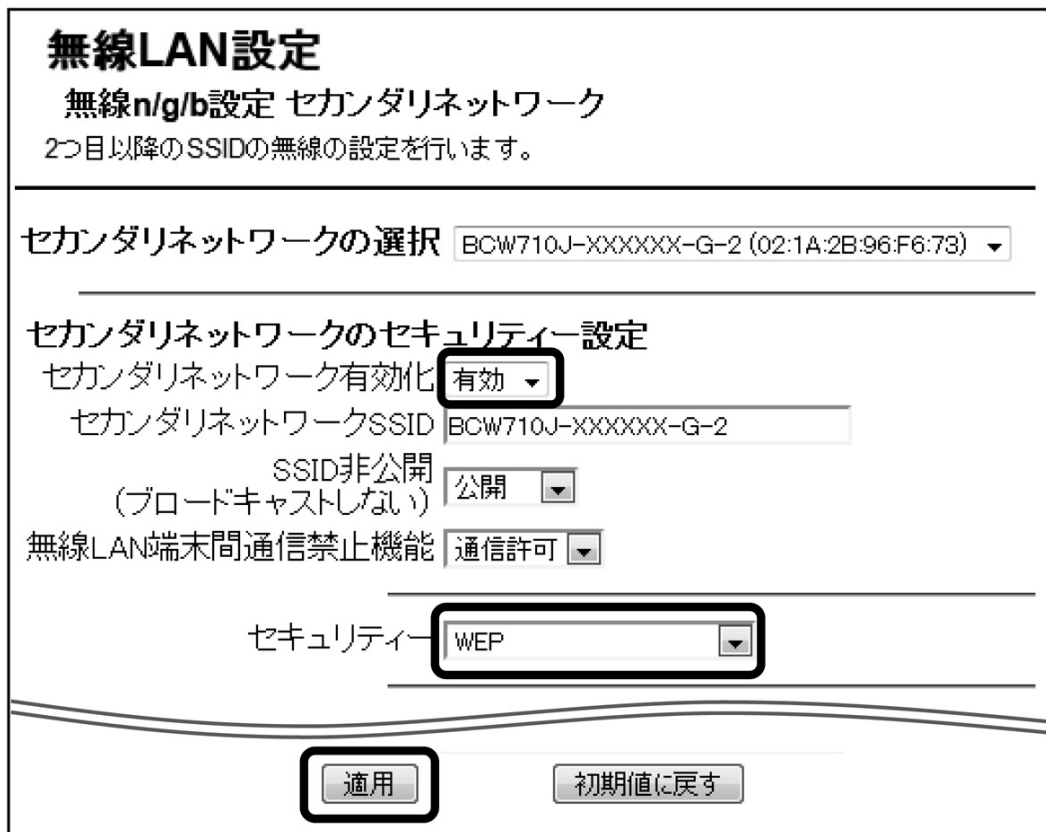 無線LAN設定
無線n/g/b設定 セカンダリネットワーク
2つ目以降のSSIDの無線の設定を行います。
セカンダリネットワークの選択 BCW710J-XXXXXX-G-2 (02:1A:2B:96:F6:73)
セカンダリネットワークのセキュリティー設定
セカンダリネットワーク有効化 有効
セカンダリネットワークSSID BCW710J-XXXXXX-G-2
SSID非公開
(ブロードキャストしない) 公開
無線LAN端末間通信禁止機能 通信許可
セキュリティー WEP
適用 初期値に戻す